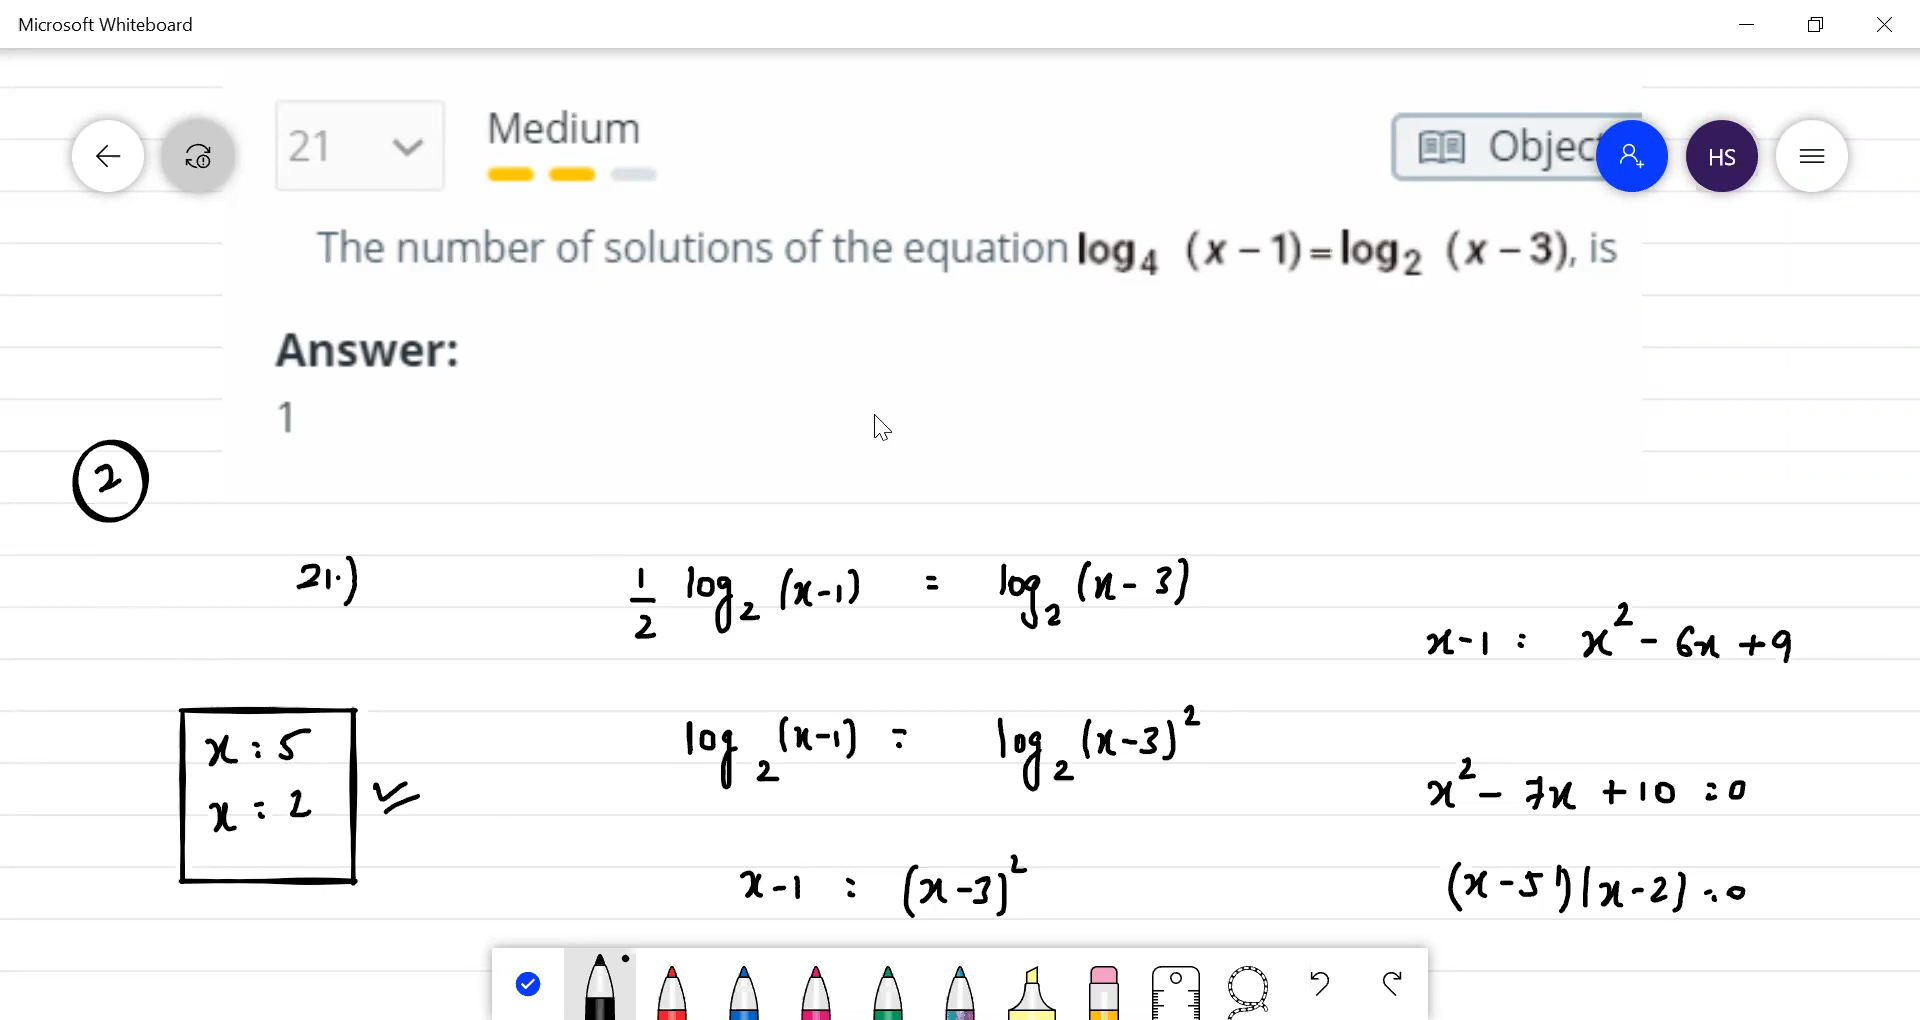 Microsoft Whiteboard
21
Medium
Objec
HS
The number of solutions of the equation log₄ (x − 1) = log₂ (x − 3), is
Answer:
1
2
21.)
1/2 log₂ (x-1) = log₂ (x-3)
x-1 = x² - 6x + 9
x = 5
x = 2
log₂ (x-1) = log₂ (x-3)²
x² - 7x + 10 = 0
x-1 = (x-3)²
(x-5)(x-2) = 0